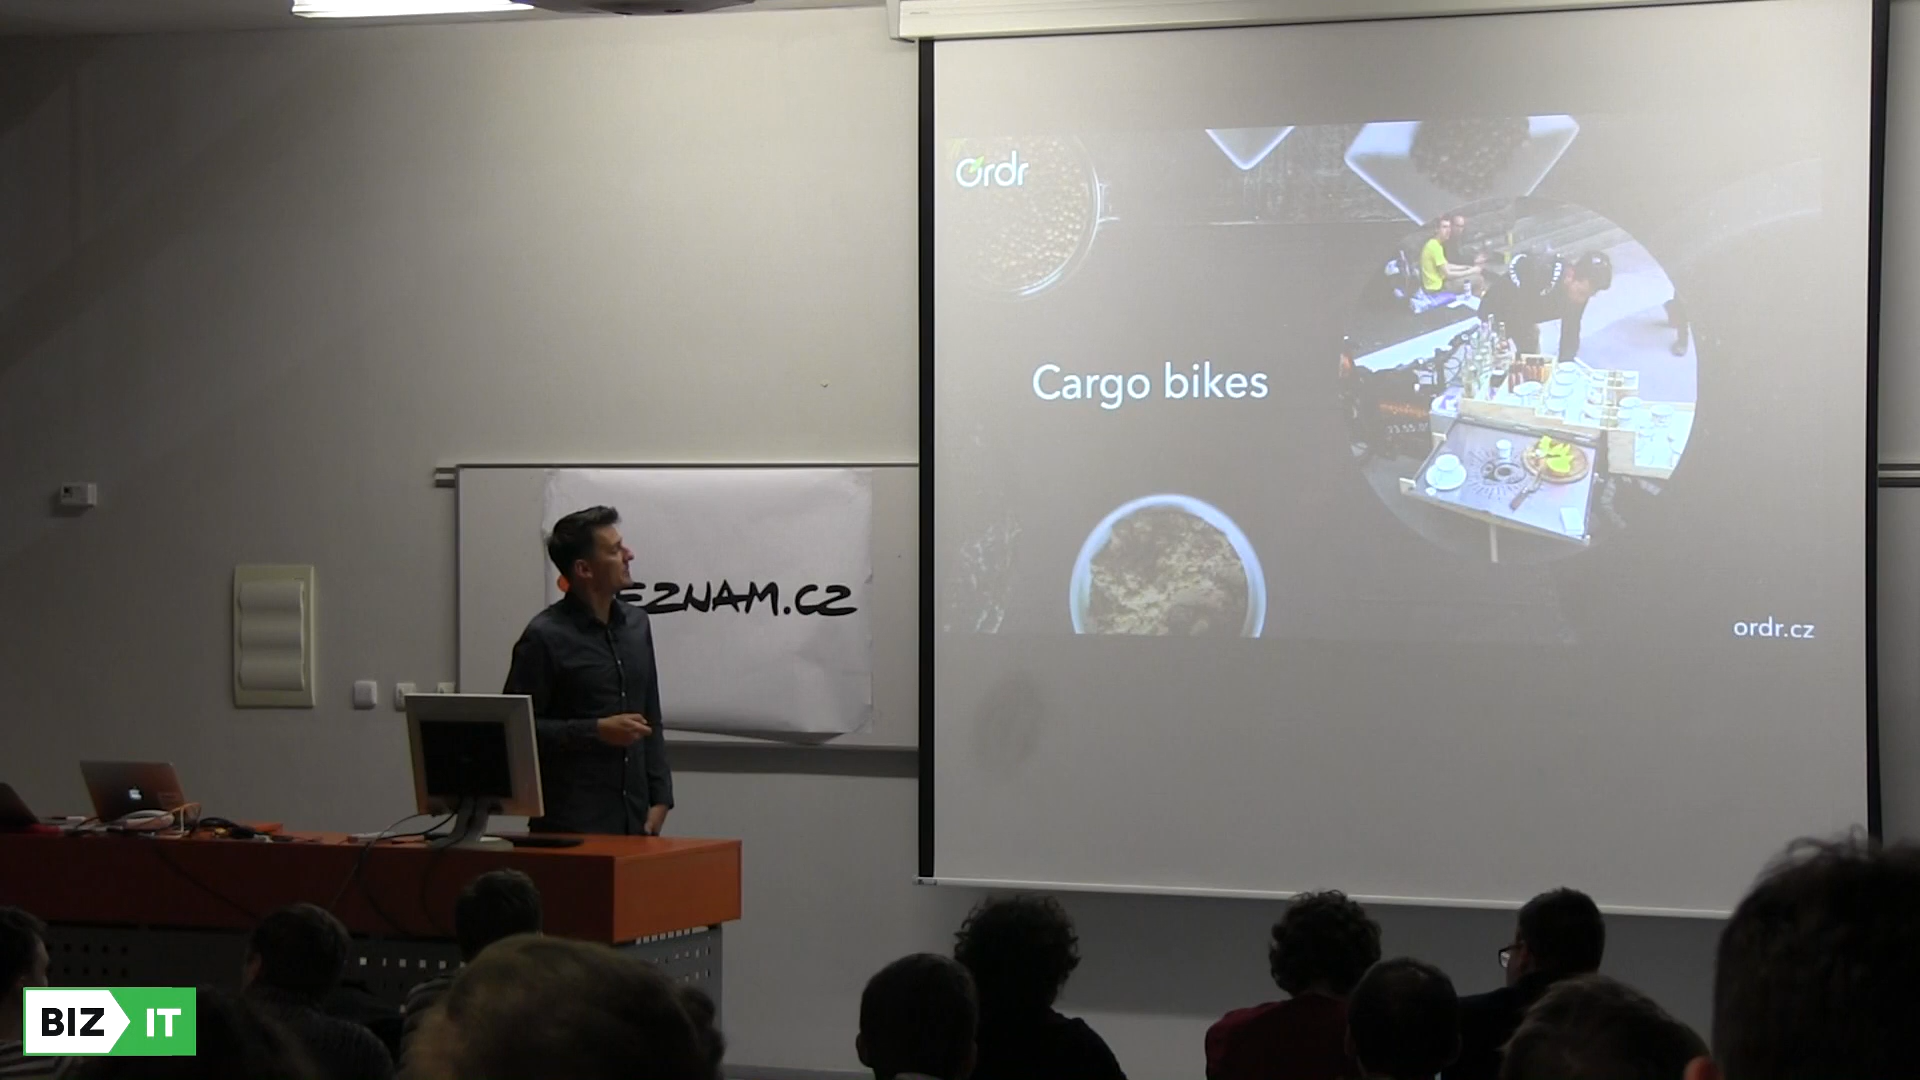 Ordr
Cargo bikes
ordr.cz
EZNAM.CZ
BIZ IT